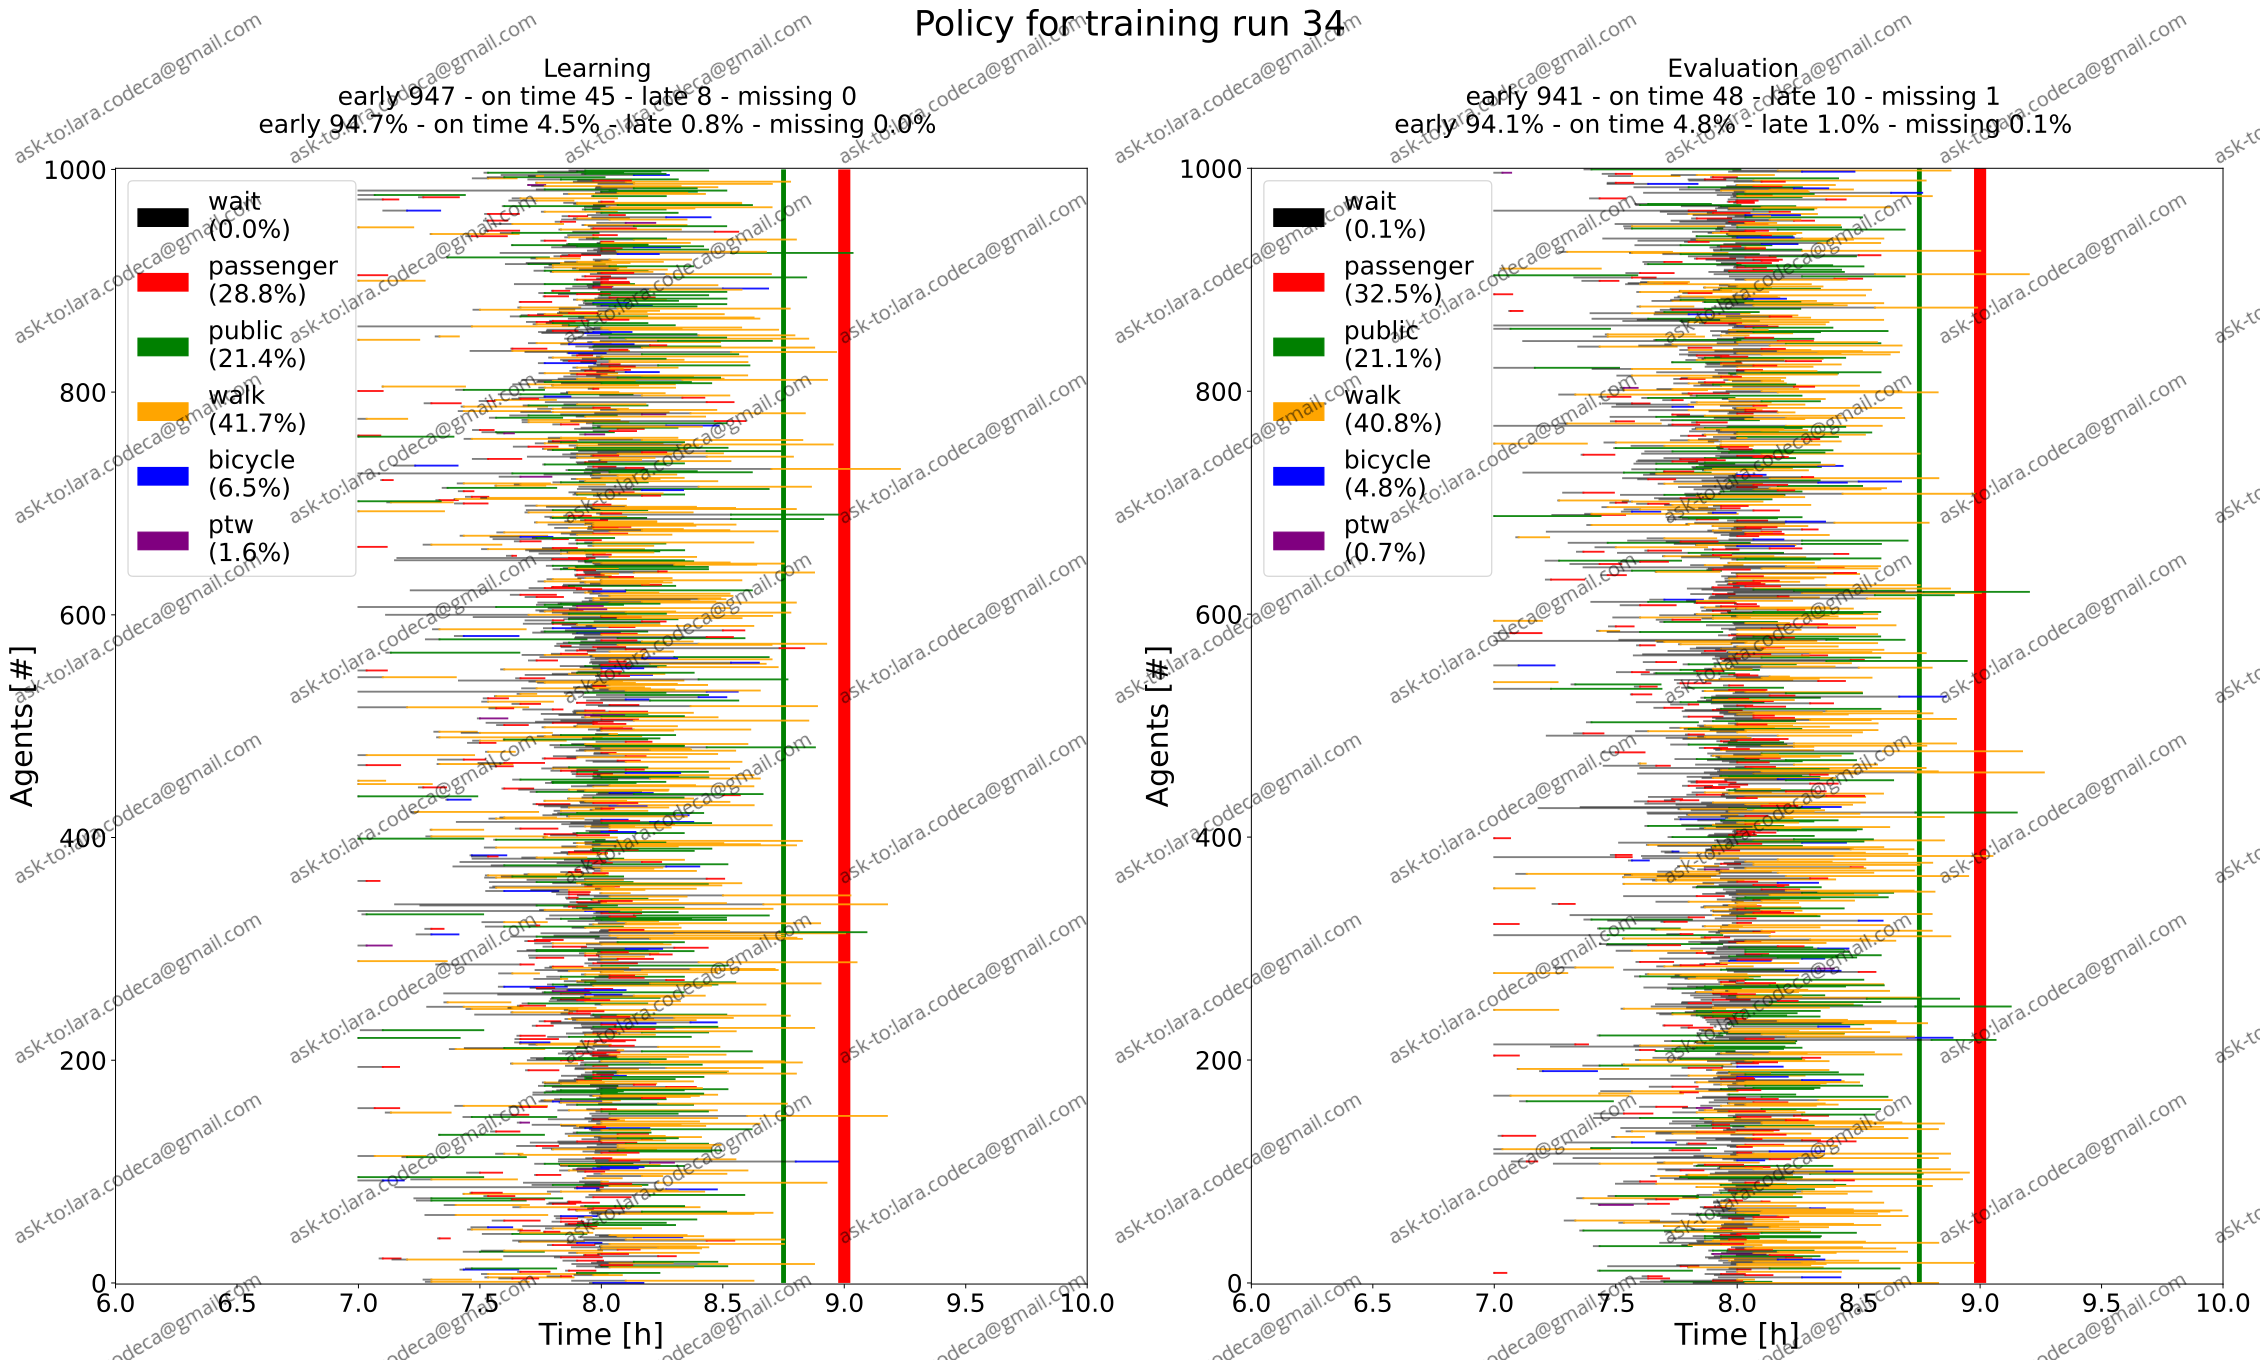 Policy for training run 34
Learning
early 947 - on time 45 - late 8 - missing 0
early 94.7% - on time 4.5% - late 0.8% - missing 0.0%
1000
800
600
400
200
0
Agents [#]
wait
(0.0%)
passenger
(28.8%)
public
(21.4%)
walk
(41.7%)
bicycle
(6.5%)
ptw
(1.6%)
6.0 6.5 7.0 7.5 8.0 8.5 9.0 9.5 10.0
Time [h]
Evaluation
early 941 - on time 48 - late 10 - missing 1
early 94.1% - on time 4.8% - late 1.0% - missing 0.1%
1000
800
600
400
200
0
Agents [#]
wait
(0.1%)
passenger
(32.5%)
public
(21.1%)
walk
(40.8%)
bicycle
(4.8%)
ptw
(0.7%)
6.0 6.5 7.0 7.5 8.0 8.5 9.0 9.5 10.0
Time [h]
ask-to:lara.codeca@gmail.com